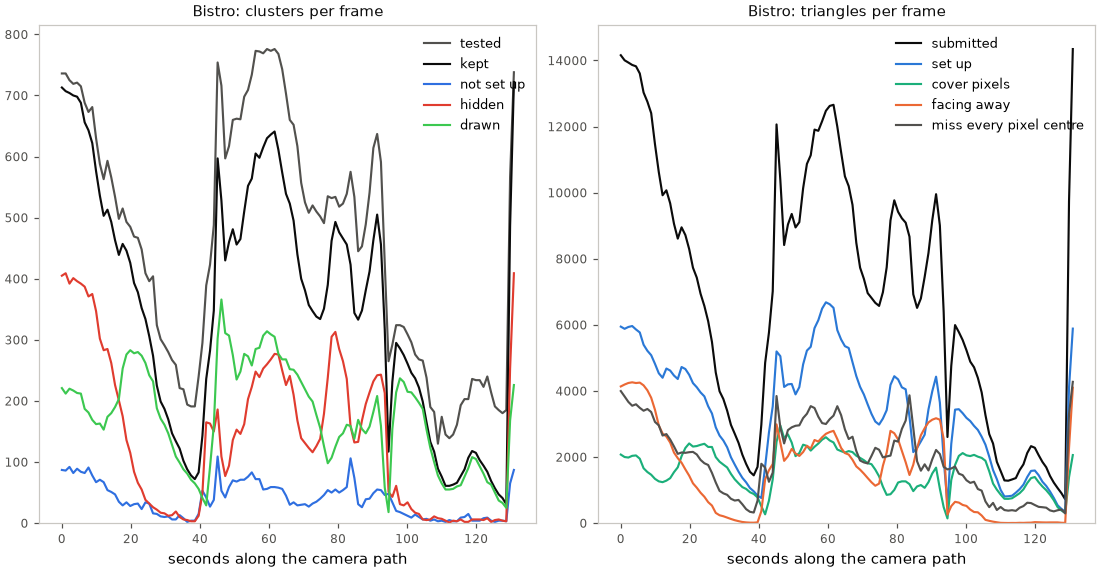 Bistro: clusters per frame
800
700
600
500
400
300
200
100
0
0 20 40 60 80 100 120
seconds along the camera path
tested
kept
not set up
hidden
drawn
Bistro: triangles per frame
14000
12000
10000
8000
6000
4000
2000
0
0 20 40 60 80 100 120
seconds along the camera path
submitted
set up
cover pixels
facing away
miss every pixel centre